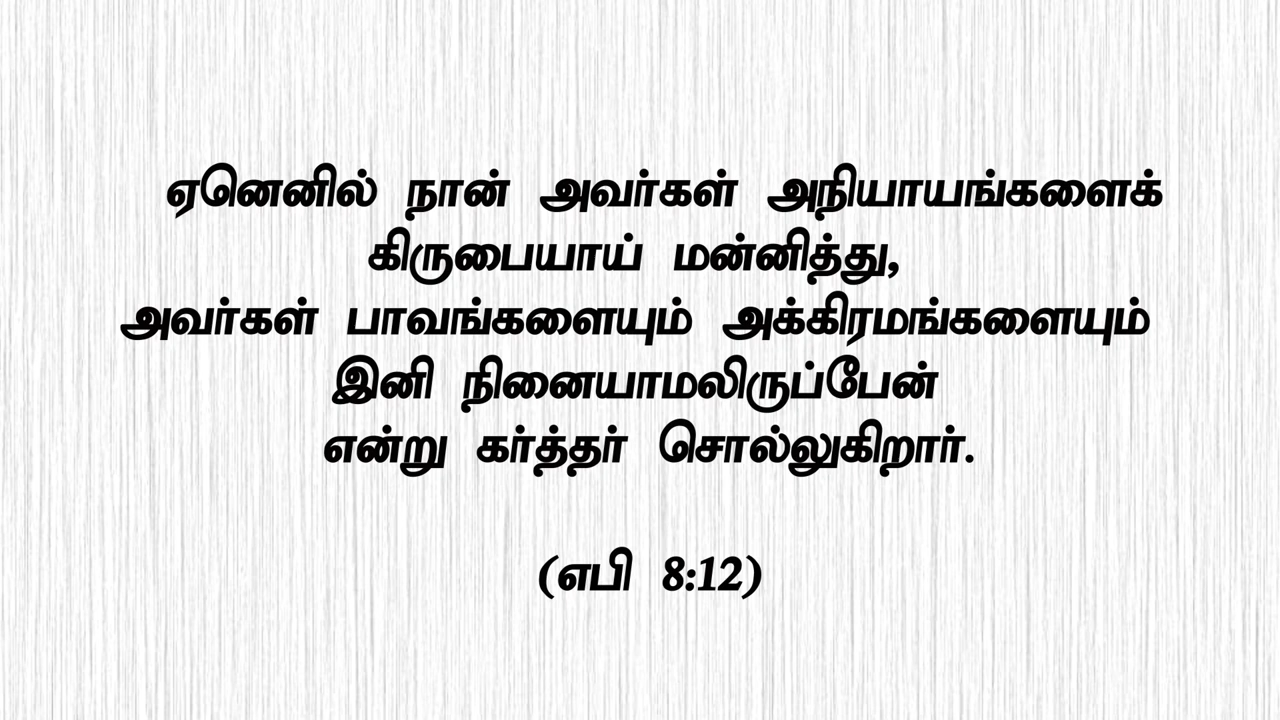 ஏனெனில் நான் அவர்கள் அநியாயங்களைக்
கிருபையாய் மன்னித்து,
அவர்கள் பாவங்களையும் அக்கிரமங்களையும்
இனி நினையாமலிருப்பேன்
என்று கர்த்தர் சொல்லுகிறார்.
(எபி 8:12)